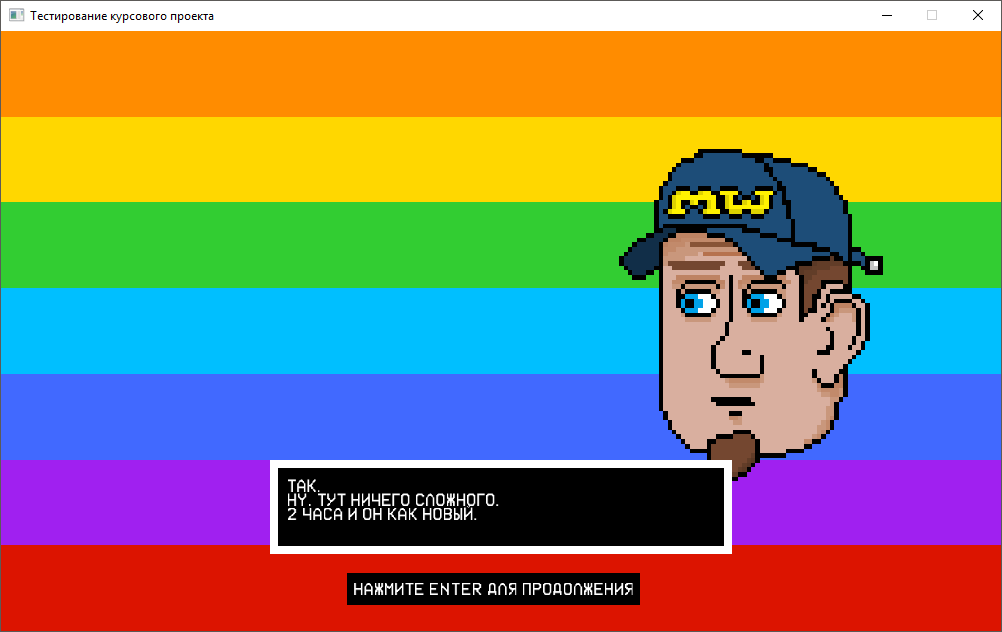 Тестирование курсового проекта
MW
ТАК.
НУ. ТУТ НИЧЕГО СЛОЖНОГО.
2 ЧАСА И ОН КАК НОВЫЙ.
НАЖМИТЕ ENTER ДЛЯ ПРОДОЛЖЕНИЯ